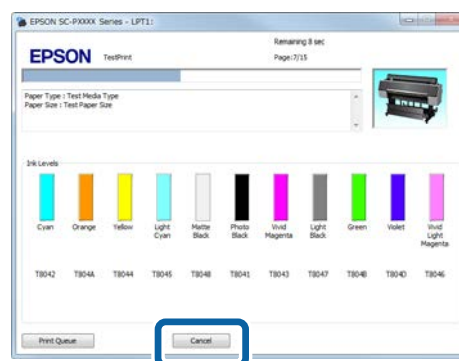 EPSON SC-PXXXX Series - LPT1:
Remaining 8 sec
EPSON TestPrint Page:7/15
Paper Type : Test Media Type
Paper Size : Test Paper Size
Ink Levels
Cyan Orange Yellow Light Cyan Matte Black Photo Black Vivid Magenta Light Black Green Violet Vivid Light Magenta
T8042 T804A T8044 T8045 T8048 T8041 T8043 T8047 T804B T804D T8046
Print Queue Cancel